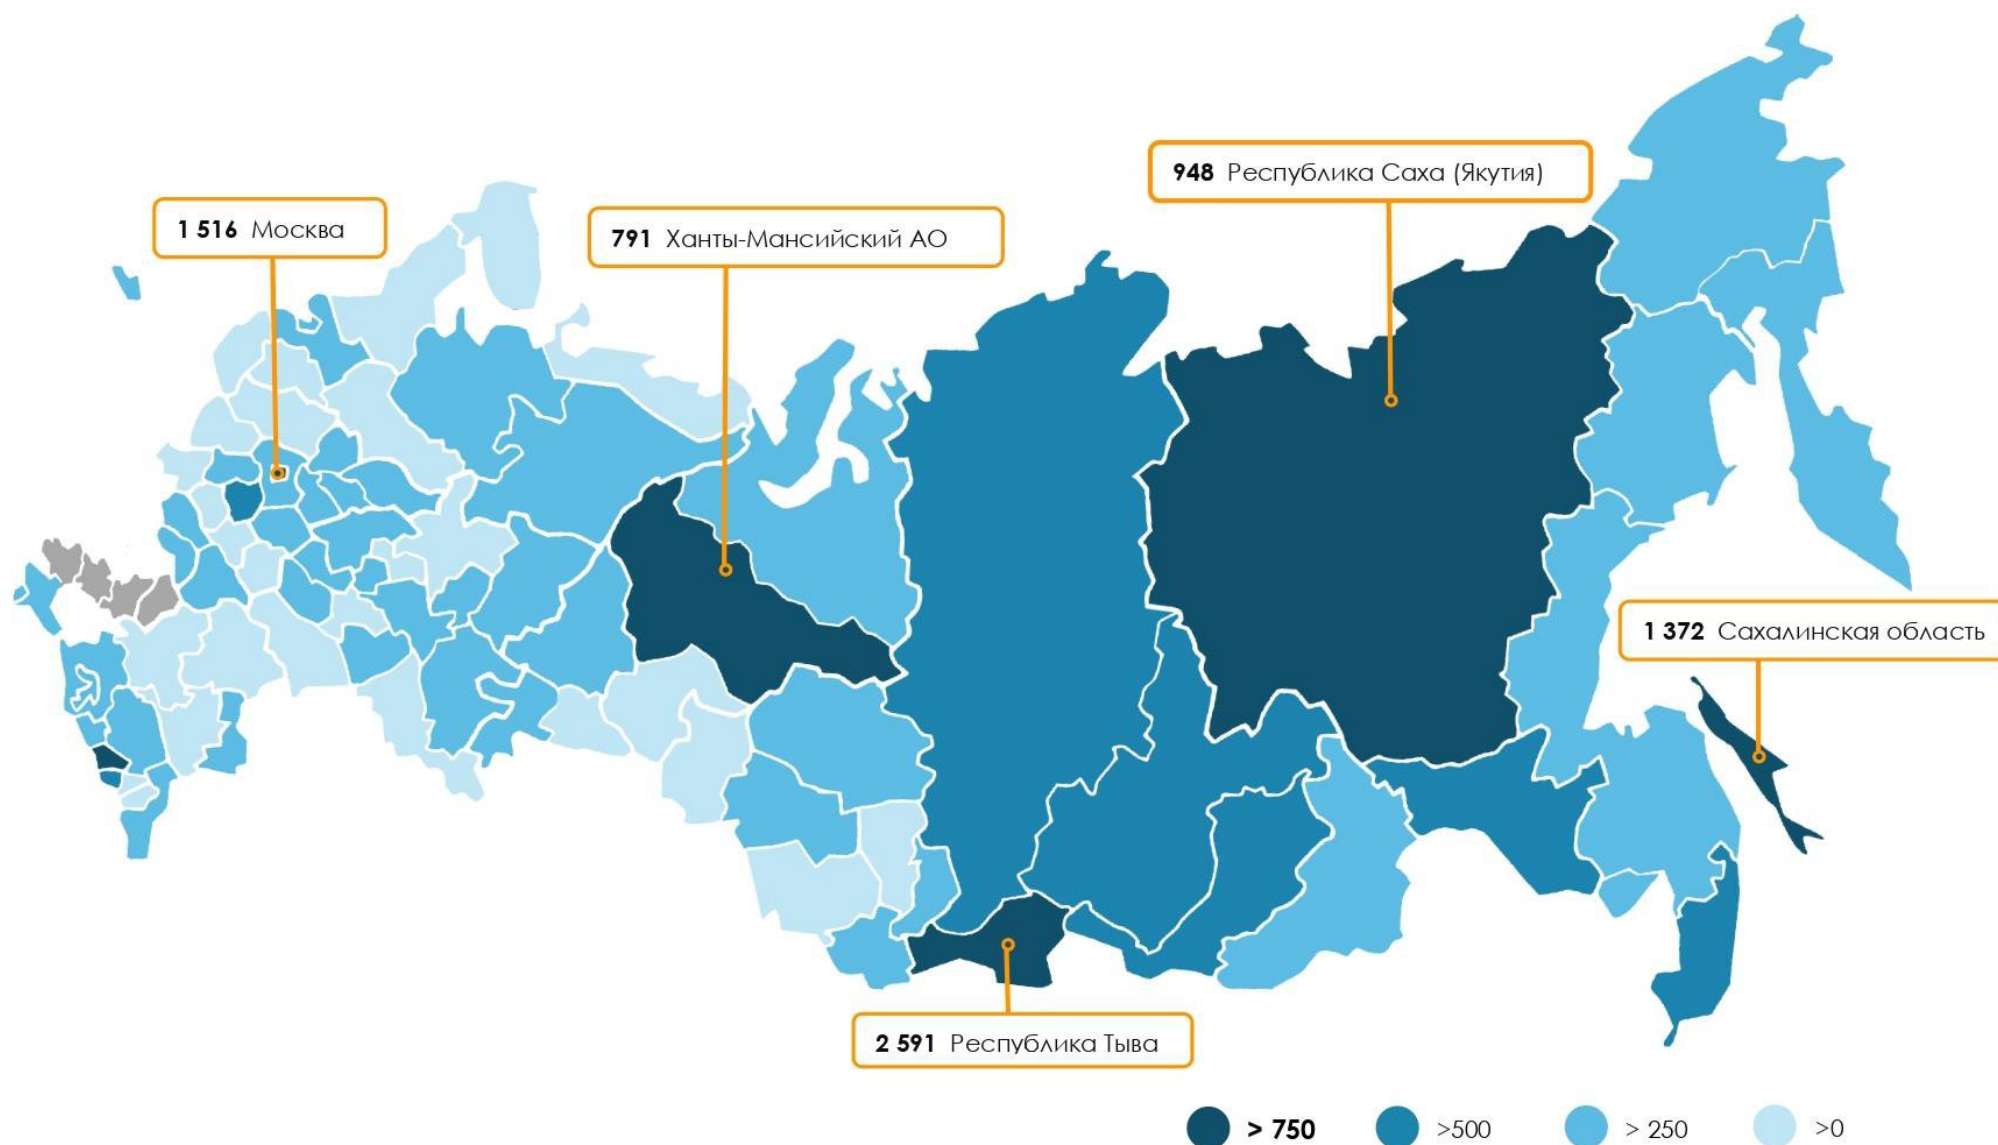 948 Республика Саха (Якутия)
1 516 Москва
791 Ханты-Мансийский АО
1 372 Сахалинская область
2 591 Республика Тыва
> 750
>500
> 250
>0